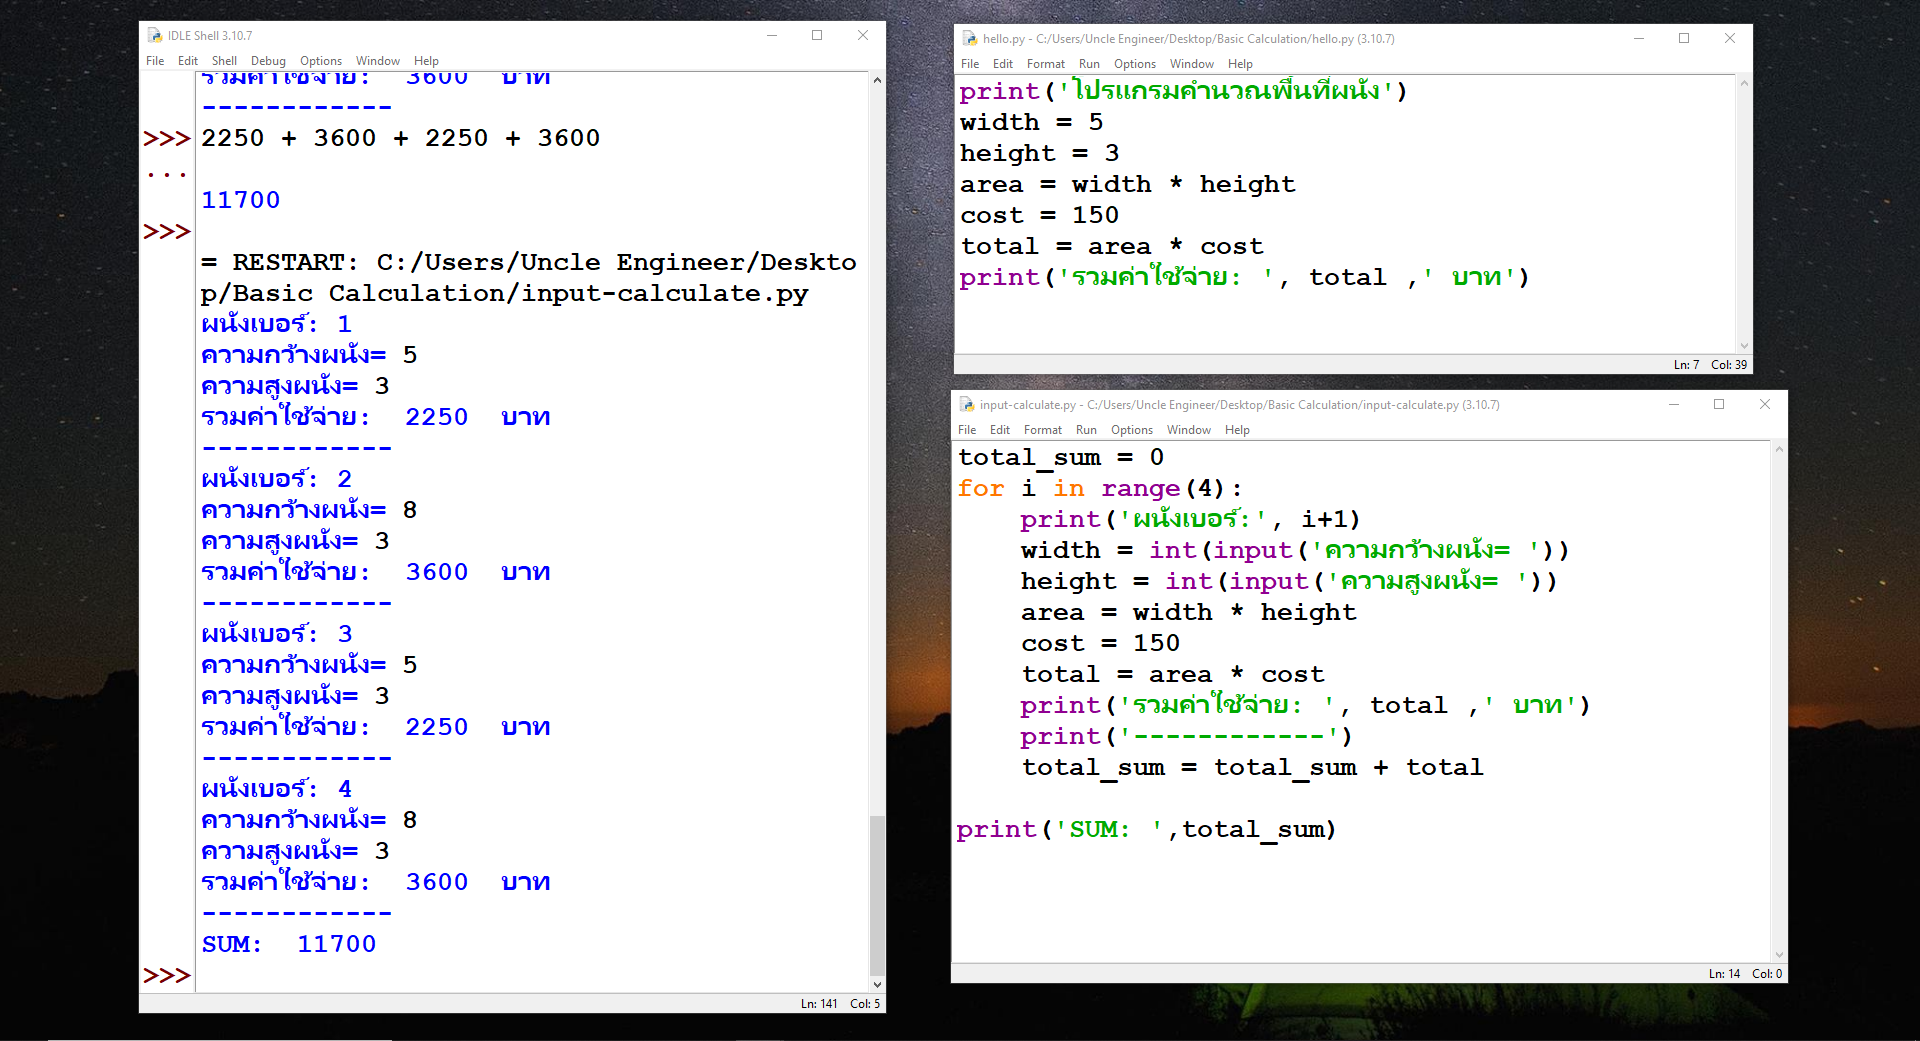 IDLE Shell 3.10.7
File Edit Shell Debug Options Window Help
รวมค่าใช้จ่าย:  3600  บาท
------------
>>> 2250 + 3600 + 2250 + 3600
...
11700
>>>
= RESTART: C:/Users/Uncle Engineer/Deskto
p/Basic Calculation/input-calculate.py
ผนังเบอร์: 1
ความกว้างผนัง= 5
ความสูงผนัง= 3
รวมค่าใช้จ่าย:  2250  บาท
------------
ผนังเบอร์: 2
ความกว้างผนัง= 8
ความสูงผนัง= 3
รวมค่าใช้จ่าย:  3600  บาท
------------
ผนังเบอร์: 3
ความกว้างผนัง= 5
ความสูงผนัง= 3
รวมค่าใช้จ่าย:  2250  บาท
------------
ผนังเบอร์: 4
ความกว้างผนัง= 8
ความสูงผนัง= 3
รวมค่าใช้จ่าย:  3600  บาท
------------
SUM:  11700
>>>
Ln: 141 Col: 5
hello.py - C:/Users/Uncle Engineer/Desktop/Basic Calculation/hello.py (3.10.7)
File Edit Format Run Options Window Help
print('โปรแกรมคำนวณพื้นที่ผนัง')
width = 5
height = 3
area = width * height
cost = 150
total = area * cost
print('รวมค่าใช้จ่าย: ', total ,' บาท')
Ln: 7 Col: 39
input-calculate.py - C:/Users/Uncle Engineer/Desktop/Basic Calculation/input-calculate.py (3.10.7)
File Edit Format Run Options Window Help
total_sum = 0
for i in range(4):
    print('ผนังเบอร์:', i+1)
    width = int(input('ความกว้างผนัง= '))
    height = int(input('ความสูงผนัง= '))
    area = width * height
    cost = 150
    total = area * cost
    print('รวมค่าใช้จ่าย: ', total ,' บาท')
    print('------------')
    total_sum = total_sum + total
print('SUM: ',total_sum)
Ln: 14 Col: 0